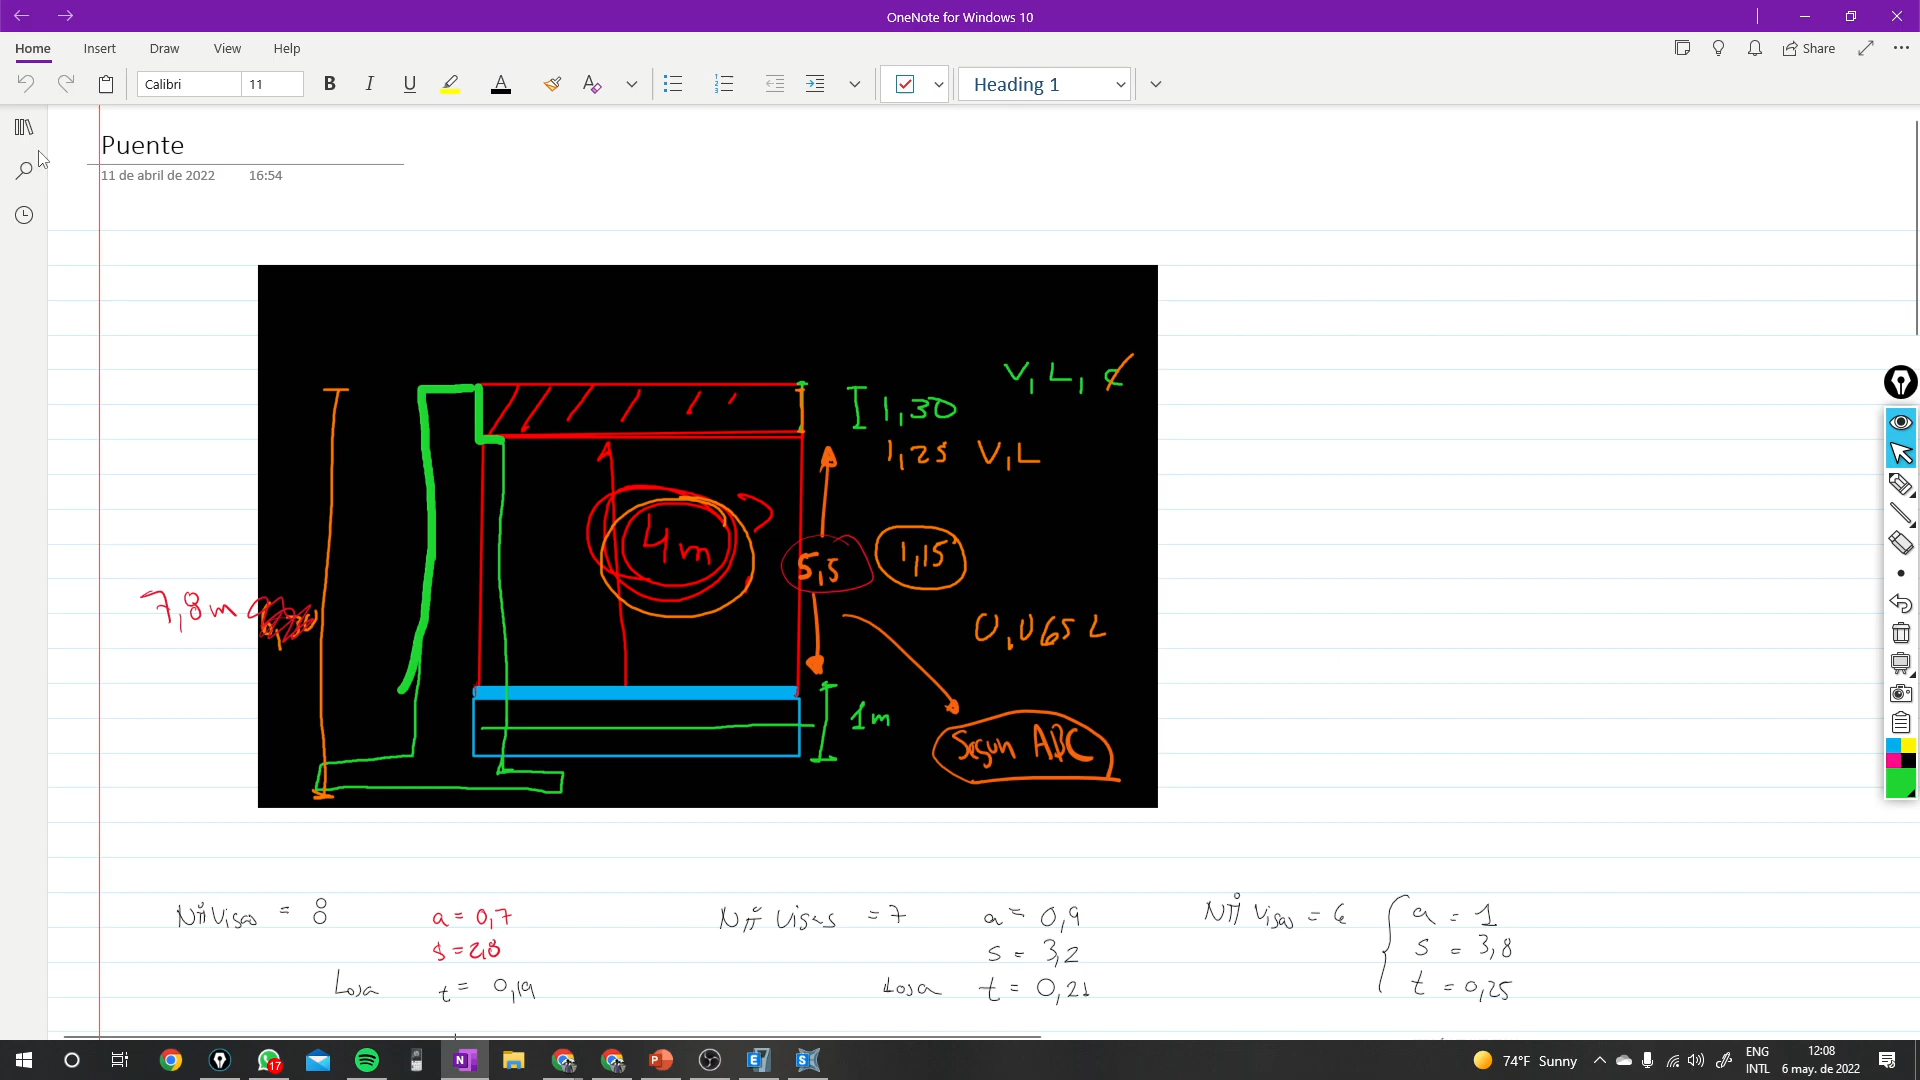 OneNote for Windows 10
Home Insert Draw View Help Share
Calibri 11 B I U A Heading 1
Puente
11 de abril de 2022 16:54
V, L,
1,30
1,25 V, L
4m
5,5 1,15
7,8m
0,065 L
1m
Segun ABC
Nº Vigas = 8 a = 0,7 Nº Vigas = 7 a = 0,9 Nº Vigas = 6 a = 1
s = 2,8 s = 3,2 s = 3,8
Losa t = 0,19 Losa t = 0,21 t = 0,25
17
74°F Sunny
ENG
INTL
12:08
6 may. de 2022